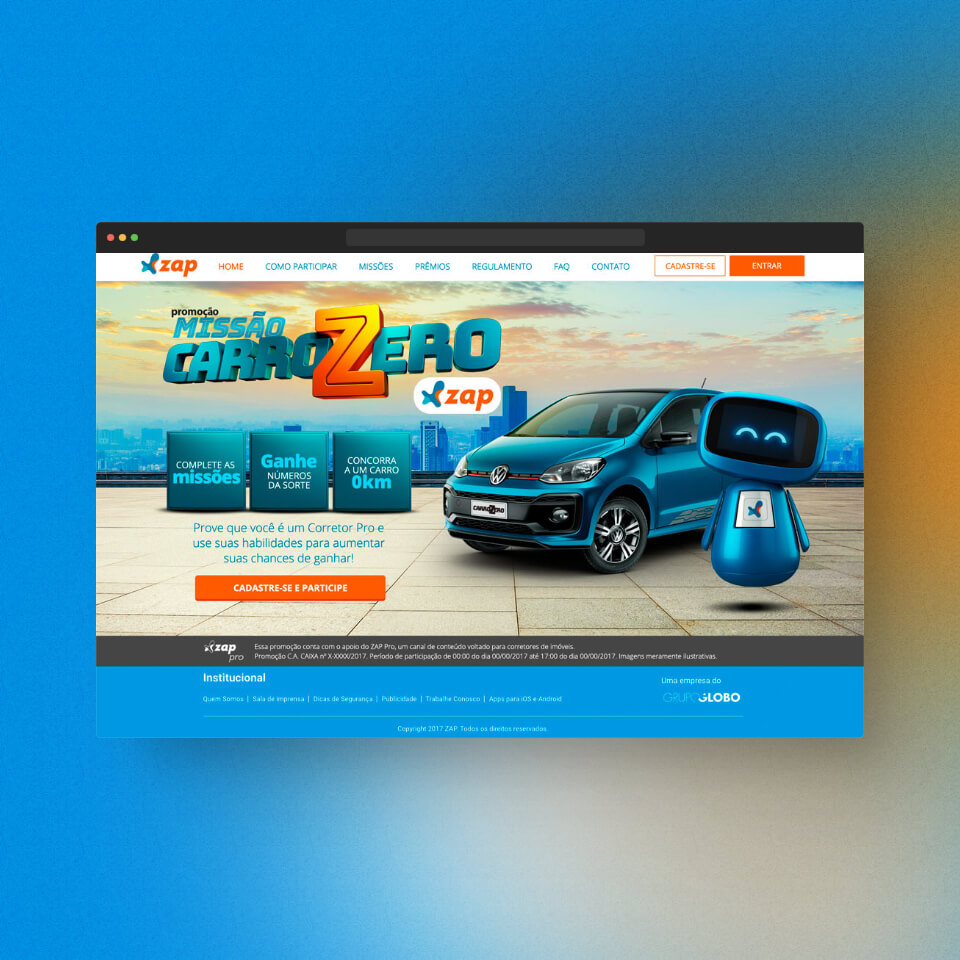 zap
HOME
COMO PARTICIPAR
MISSÕES
PRÊMIOS
REGULAMENTO
FAQ
CONTATO
CADASTRE-SE
ENTRAR
promoção
MISSÃO
CARRO ZERO
zap
COMPLETE AS
missões
Ganhe
NÚMEROS
DA SORTE
CONCORRA
A UM CARRO
0km
CARROZERO
Prove que você é um Corretor Pro e
use suas habilidades para aumentar
suas chances de ganhar!
CADASTRE-SE E PARTICIPE
zap
pro
Essa promoção conta com o apoio do ZAP Pro, um canal de conteúdo voltado para corretores de imóveis.
Promoção C.A. CAIXA nº X-XXXX/2017. Período de participação de 00:00 do dia 00/00/2017 até 17:00 do dia 00/00/2017. Imagens meramente ilustrativas.
Institucional
Quem Somos | Sala de imprensa | Dicas de Segurança | Publicidade | Trabalhe Conosco | Apps para iOS e Android
Uma empresa do
GRUPOGLOBO
Copyright 2017 ZAP. Todos os direitos reservados.